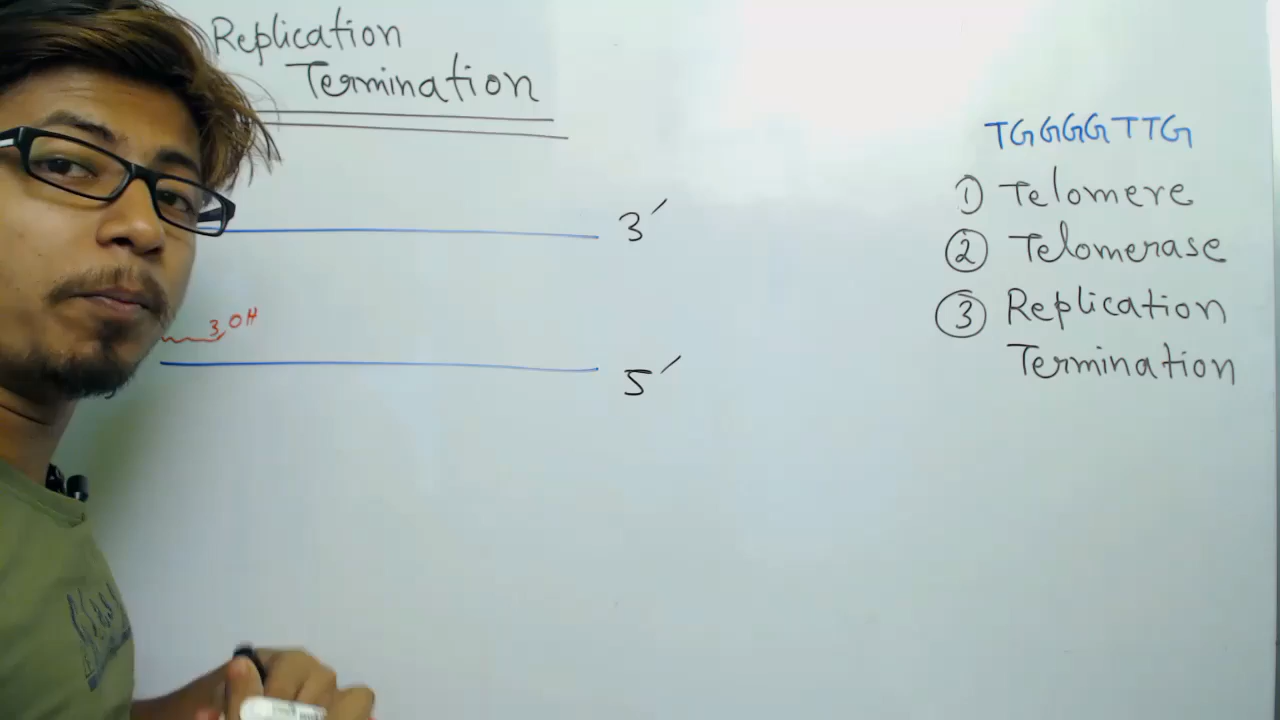 Replication
Termination
3′
3′OH
5′
TGGGGTTG
① Telomere
② Telomerase
③ Replication
Termination